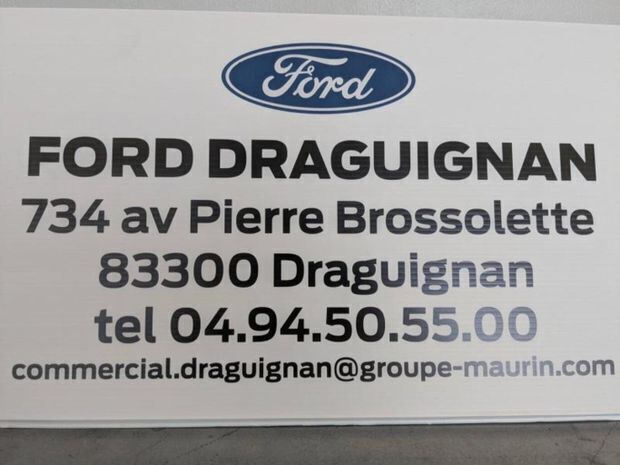 Ford
FORD DRAGUIGNAN
734 av Pierre Brossolette
83300 Draguignan
tel 04.94.50.55.00
commercial.draguignan@groupe-maurin.com